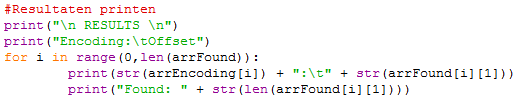 #Resultaten printen
print("\n RESULTS \n")
print("Encoding:\tOffset")
for i in range(0,len(arrFound)):
        print(str(arrEncoding[i]) + ":\t" + str(arrFound[i][1]))
        print("Found: " + str(len(arrFound[i][1])))